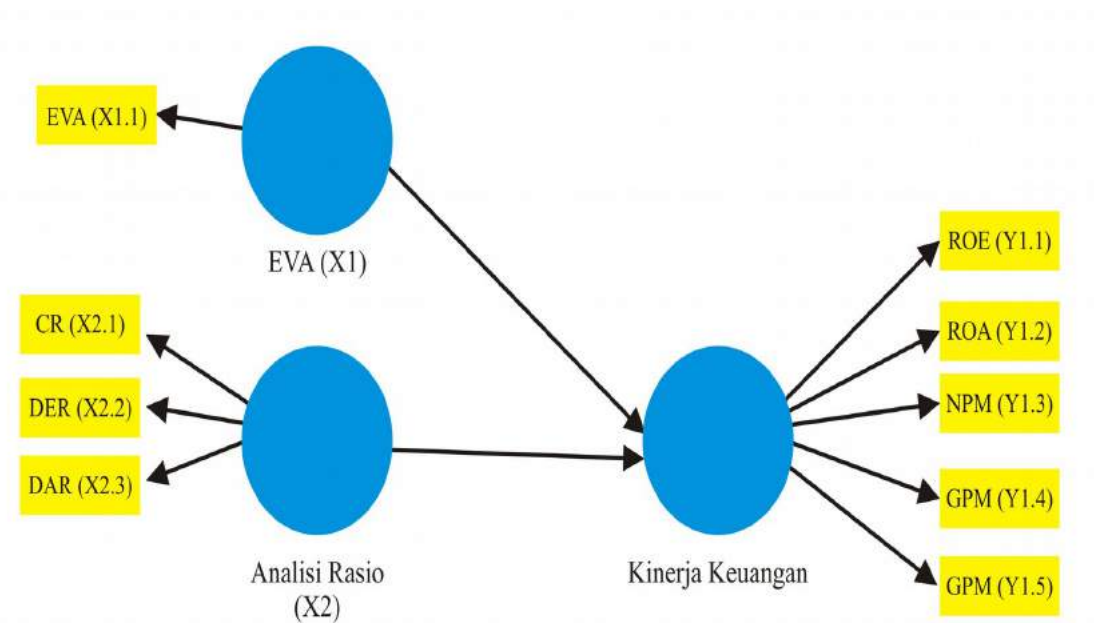 EVA (X1.1)
EVA (X1)
CR (X2.1)
DER (X2.2)
DAR (X2.3)
Analisi Rasio
(X2)
Kinerja Keuangan
ROE (Y1.1)
ROA (Y1.2)
NPM (Y1.3)
GPM (Y1.4)
GPM (Y1.5)